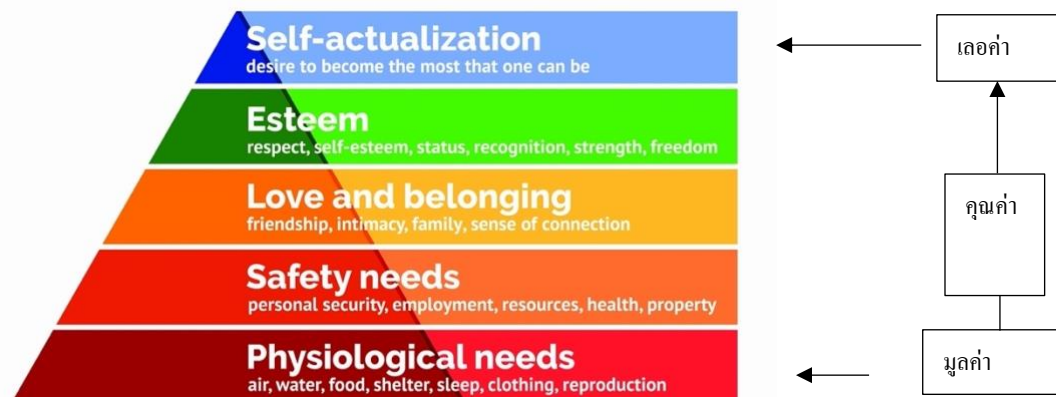 Self-actualization
desire to become the most that one can be
Esteem
respect, self-esteem, status, recognition, strength, freedom
Love and belonging
friendship, intimacy, family, sense of connection
Safety needs
personal security, employment, resources, health, property
Physiological needs
air, water, food, shelter, sleep, clothing, reproduction
เลอค่า
คุณค่า
มูลค่า